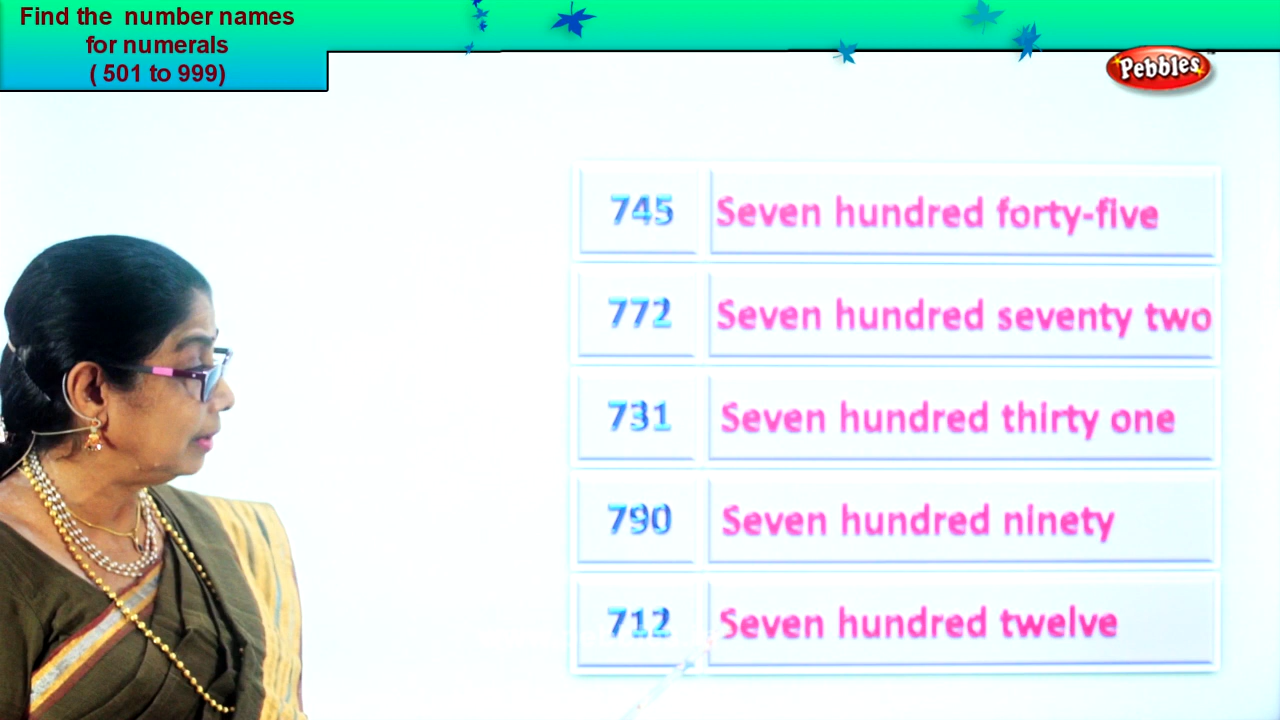 Find the number names
for numerals
( 501 to 999)
Pebbles
745 Seven hundred forty-five
772 Seven hundred seventy two
731 Seven hundred thirty one
790 Seven hundred ninety
712 Seven hundred twelve